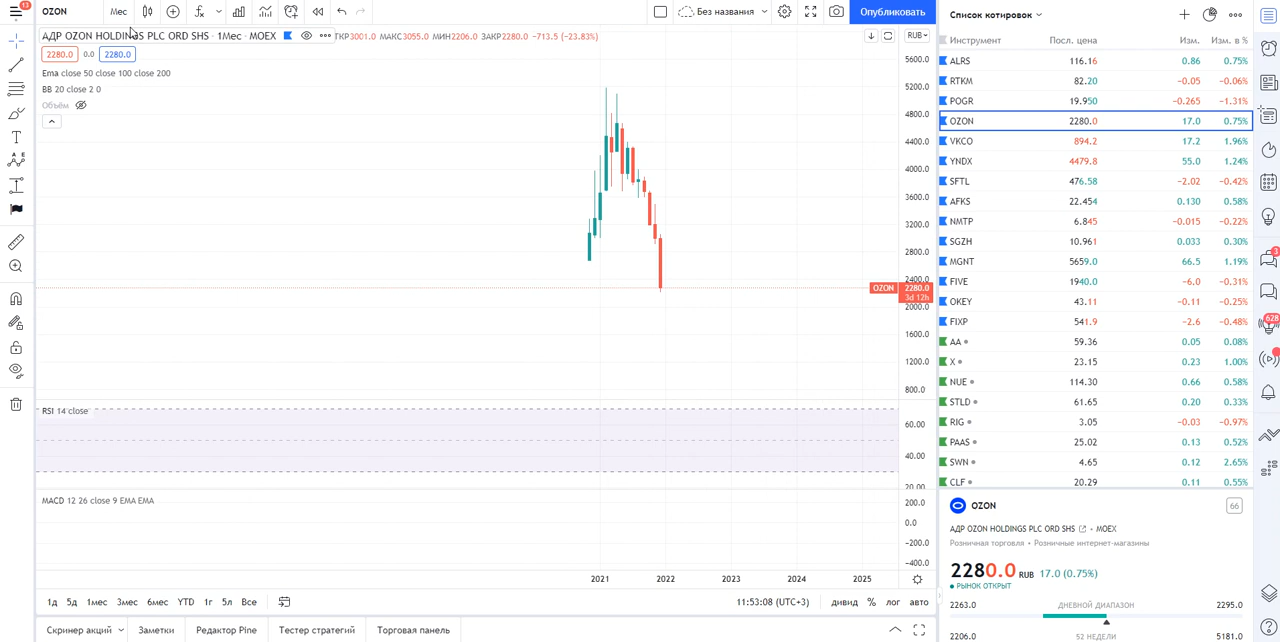 13
OZON
Мес
Без названия
Опубликовать
АДР OZON HOLDINGS PLC ORD SHS · 1Мес · MOEX
ТКР3001.0 МАКС3055.0 МИН2206.0 ЗАКР2280.0 −713.5 (−23.83%)
RUB
2280.0 0.0 2280.0
Ema close 50 close 100 close 200
BB 20 close 2 0
Объём
5600.0
5200.0
4800.0
4400.0
4000.0
3600.0
3200.0
2800.0
2400.0
OZON 2280.0
3d 12h
2000.0
1600.0
1200.0
800.0
RSI 14 close
60.00
40.00
20.00
MACD 12 26 close 9 EMA EMA
200.0
0.0
−200.0
−400.0
2021 2022 2023 2024 2025
1д 5д 1мес 3мес 6мес YTD 1г 5л Все
11:53:08 (UTC+3) дивид % лог авто
Скринер акций Заметки Редактор Pine Тестер стратегий Торговая панель
Список котировок
Инструмент Посл. цена Изм. Изм. в %
ALRS 116.16 0.86 0.75%
RTKM 82.20 −0.05 −0.06%
POGR 19.950 −0.265 −1.31%
OZON 2280.0 17.0 0.75%
VKCO 894.2 17.2 1.96%
YNDX 4479.8 55.0 1.24%
SFTL 476.58 −2.02 −0.42%
AFKS 22.454 0.130 0.58%
NMTP 6.845 −0.015 −0.22%
SGZH 10.961 0.033 0.30%
MGNT 5659.0 66.5 1.19%
FIVE 1940.0 −6.0 −0.31%
OKEY 43.11 −0.11 −0.25%
FIXP 541.9 −2.6 −0.48%
AA 59.36 0.05 0.08%
X 23.15 0.23 1.00%
NUE 114.30 0.66 0.58%
STLD 61.65 0.20 0.33%
RIG 3.05 −0.03 −0.97%
PAAS 25.02 0.13 0.52%
SWN 4.65 0.12 2.65%
CLF 20.29 0.11 0.55%
OZON 66
АДР OZON HOLDINGS PLC ORD SHS • MOEX
Розничная торговля • Розничные интернет-магазины
2280.0 RUB 17.0 (0.75%)
РЫНОК ОТКРЫТ
2263.0 ДНЕВНОЙ ДИАПАЗОН 2295.0
2206.0 52 НЕДЕЛИ 5181.0
3
628